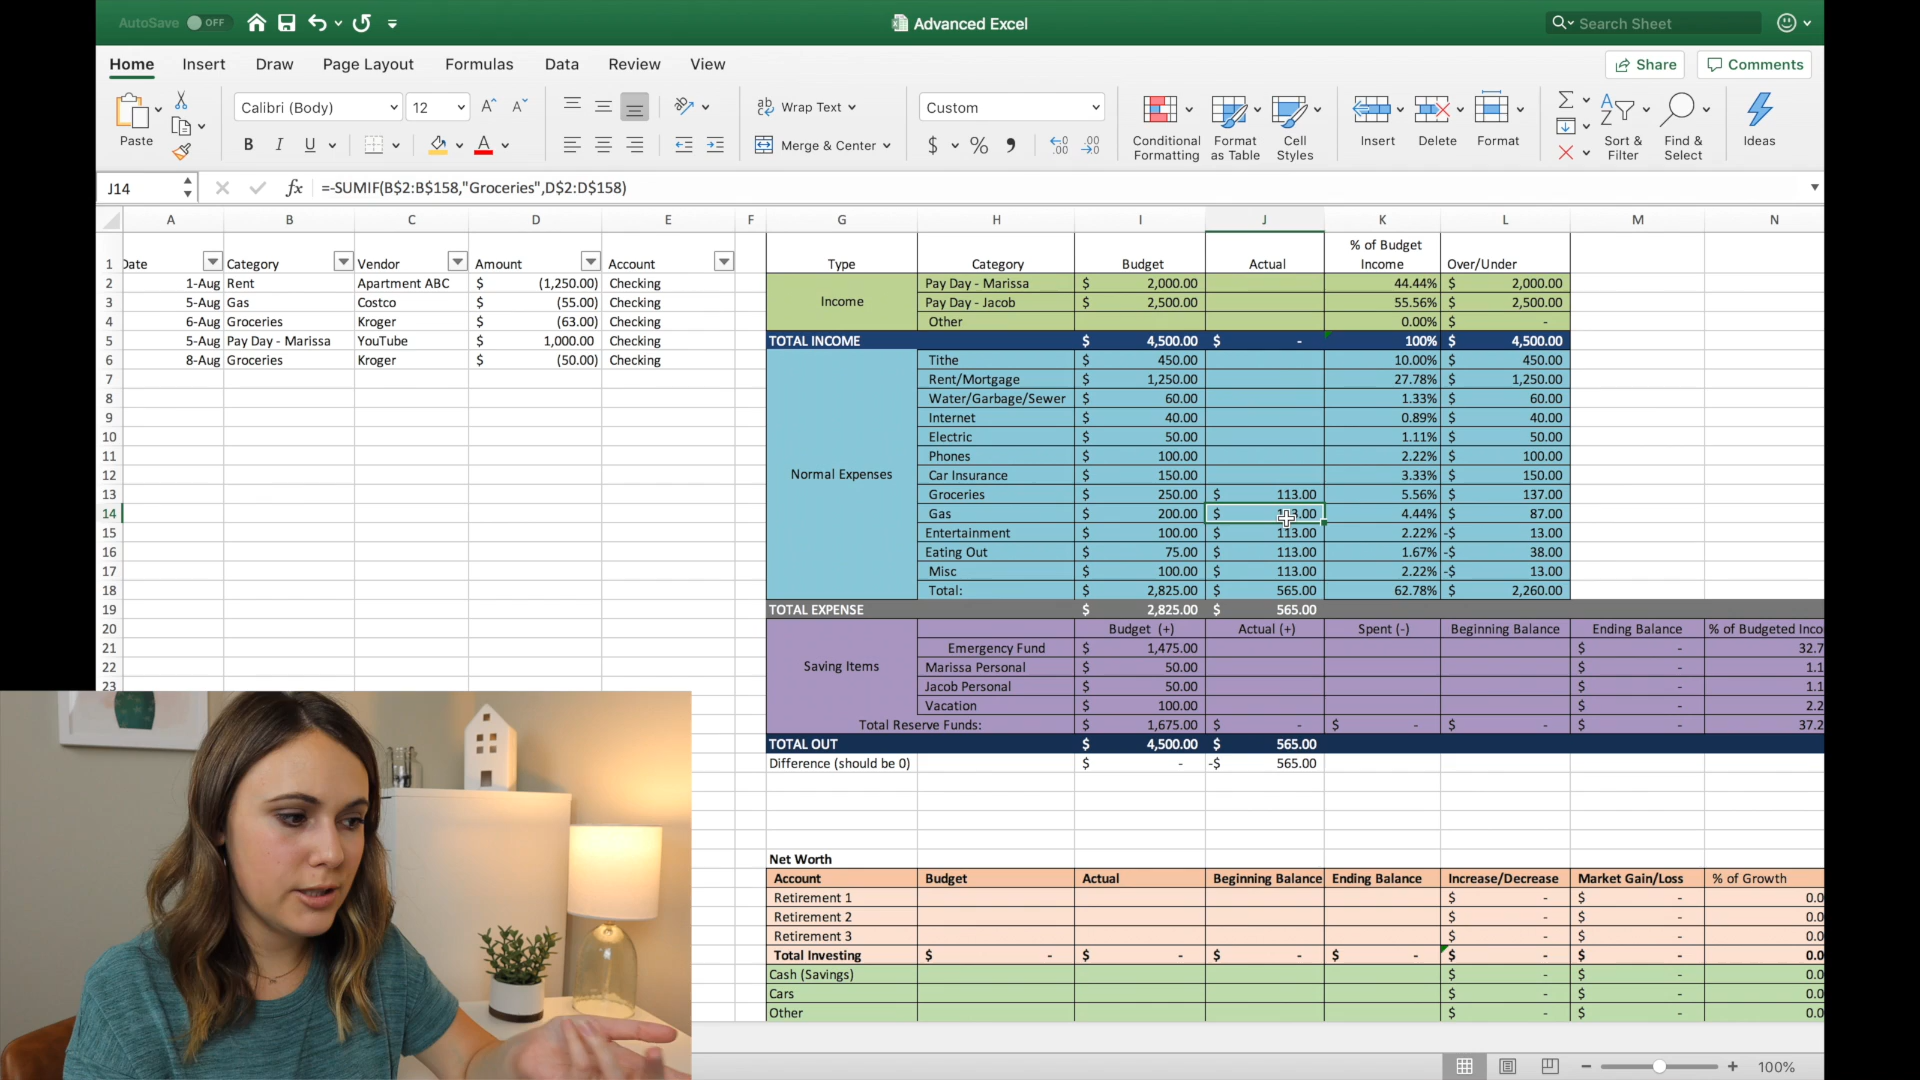 AutoSave OFF Advanced Excel Search Sheet
Home Insert Draw Page Layout Formulas Data Review View Share Comments
Calibri (Body) 12 Wrap Text Custom
Paste B I U A Merge & Center $ % Conditional Formatting Format as Table Cell Styles Insert Delete Format Sort & Filter Find & Select Ideas
J14 fx =-SUMIF(B$2:B$158,"Groceries",D$2:D$158)
A B C D E F G H I J K L M N
1 Date Category Vendor Amount Account Type Category Budget Actual % of Budget Income Over/Under
2 1-Aug Rent Apartment ABC $ (1,250.00) Checking Income Pay Day - Marissa $ 2,000.00 44.44% $ 2,000.00
3 5-Aug Gas Costco $ (55.00) Checking Pay Day - Jacob $ 2,500.00 55.56% $ 2,500.00
4 6-Aug Groceries Kroger $ (63.00) Checking Other 0.00% $ -
5 5-Aug Pay Day - Marissa YouTube $ 1,000.00 Checking TOTAL INCOME $ 4,500.00 $ - 100% $ 4,500.00
6 8-Aug Groceries Kroger $ (50.00) Checking Tithe $ 450.00 10.00% $ 450.00
7 Rent/Mortgage $ 1,250.00 27.78% $ 1,250.00
8 Water/Garbage/Sewer $ 60.00 1.33% $ 60.00
9 Internet $ 40.00 0.89% $ 40.00
10 Electric $ 50.00 1.11% $ 50.00
11 Phones $ 100.00 2.22% $ 100.00
12 Normal Expenses Car Insurance $ 150.00 3.33% $ 150.00
13 Groceries $ 250.00 $ 113.00 5.56% $ 137.00
14 Gas $ 200.00 $ 4.44% $ 87.00
15 Entertainment $ 100.00 $ 113.00 2.22% -$ 13.00
16 Eating Out $ 75.00 $ 113.00 1.67% -$ 38.00
17 Misc $ 100.00 $ 113.00 2.22% -$ 13.00
18 Total: $ 2,825.00 $ 565.00 62.78% $ 2,260.00
19 TOTAL EXPENSE $ 2,825.00 $ 565.00
20 Budget (+) Actual (+) Spent (-) Beginning Balance Ending Balance % of Budgeted Inco
21 Emergency Fund $ 1,475.00 $ - 32.7
22 Saving Items Marissa Personal $ 50.00 $ - 1.1
23 Jacob Personal $ 50.00 $ - 1.1
Vacation $ 100.00 $ - 2.2
Total Reserve Funds: $ 1,675.00 $ - $ - $ - $ - 37.2
TOTAL OUT $ 4,500.00 $ 565.00
Difference (should be 0) $ - -$ 565.00
Net Worth
Account Budget Actual Beginning Balance Ending Balance Increase/Decrease Market Gain/Loss % of Growth
Retirement 1 $ - $ - 0.0
Retirement 2 $ - $ - 0.0
Retirement 3 $ - $ - 0.0
Total Investing $ - $ - $ - $ - $ - $ - 0.0
Cash (Savings) $ - $ - 0.0
Cars $ - $ - 0.0
Other $ - $ - 0.0
100%